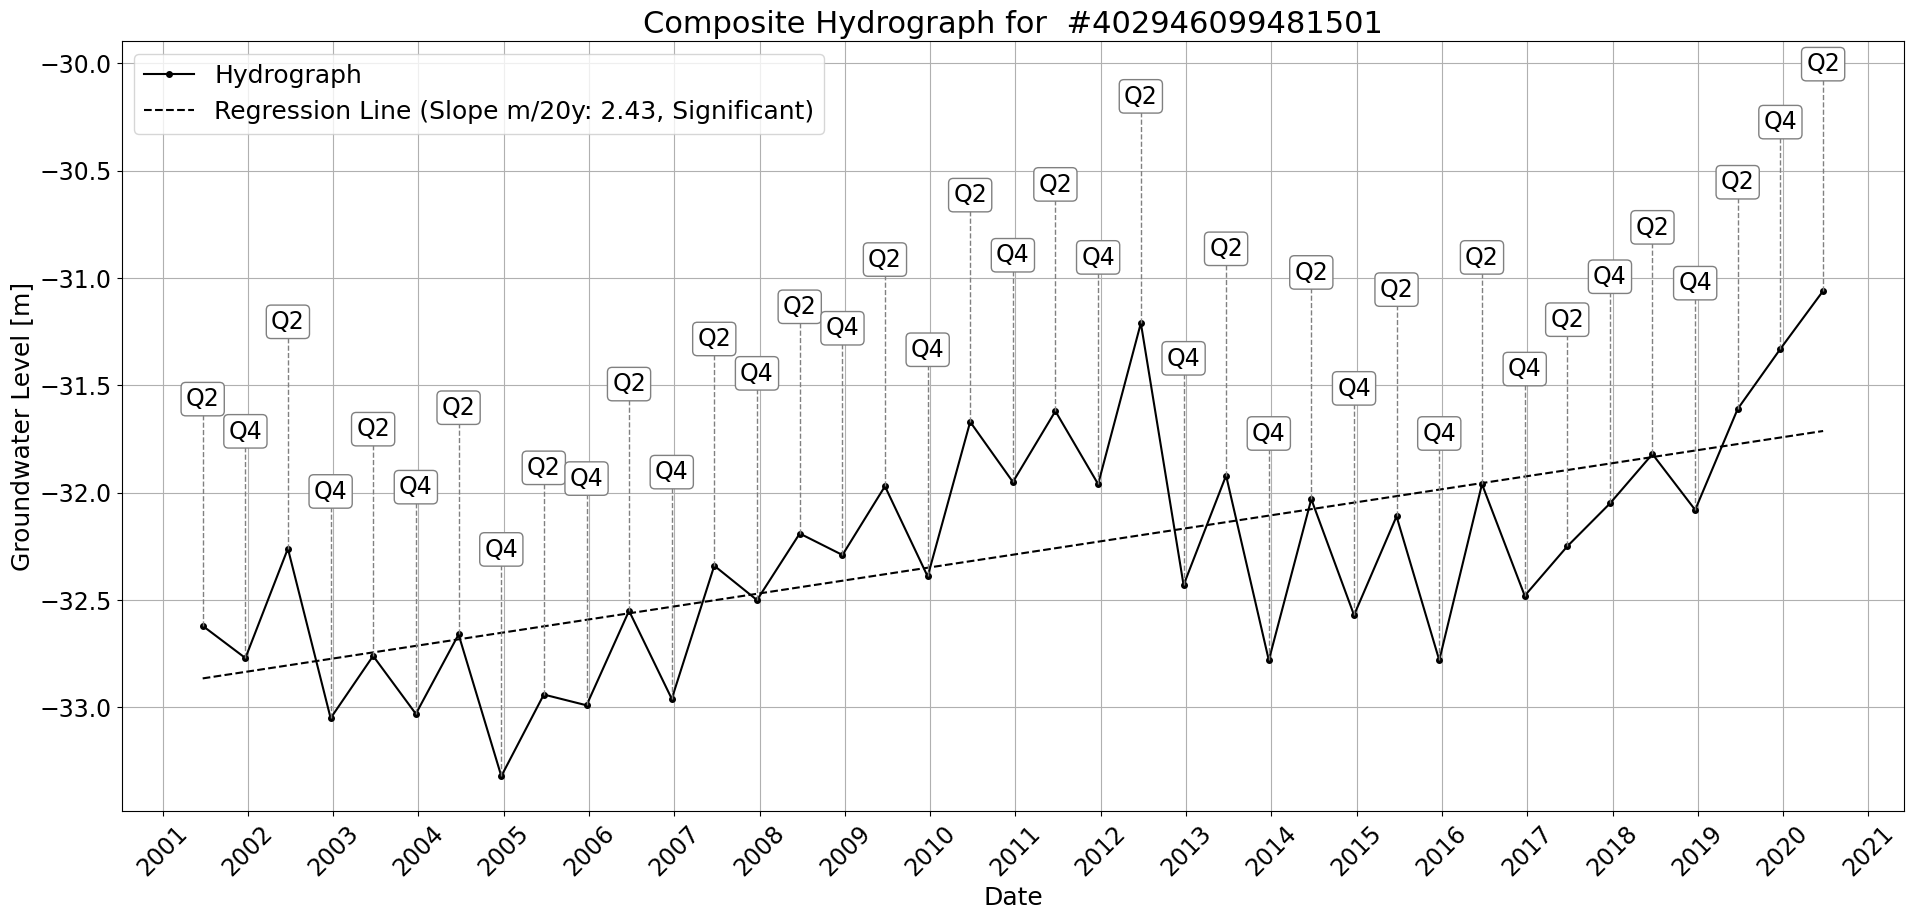 Composite Hydrograph for  #402946099481501
Hydrograph
Regression Line (Slope m/20y: 2.43, Significant)
Groundwater Level [m]
−30.0
−30.5
−31.0
−31.5
−32.0
−32.5
−33.0
Q2
Q4
Q2
Q4
Q2
Q4
Q2
Q4
Q2
Q4
Q2
Q4
Q2
Q4
Q2
Q4
Q2
Q4
Q2
Q4
Q2
Q4
Q2
Q4
Q2
Q4
Q2
Q4
Q2
Q4
Q2
Q4
Q2
Q4
Q2
Q4
Q2
Q4
Q2
2001
2002
2003
2004
2005
2006
2007
2008
2009
2010
2011
2012
2013
2014
2015
2016
2017
2018
2019
2020
2021
Date